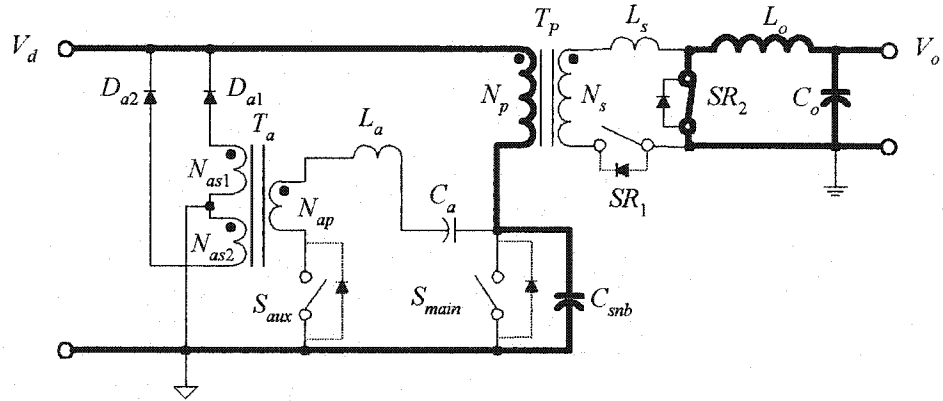 T_P
L_s
L_o
V_d
V_o
D_a2
D_a1
N_p
N_s
SR_2
C_o
T_a
L_a
N_as1
N_ap
C_a
SR_1
N_as2
S_aux
S_main
C_snb